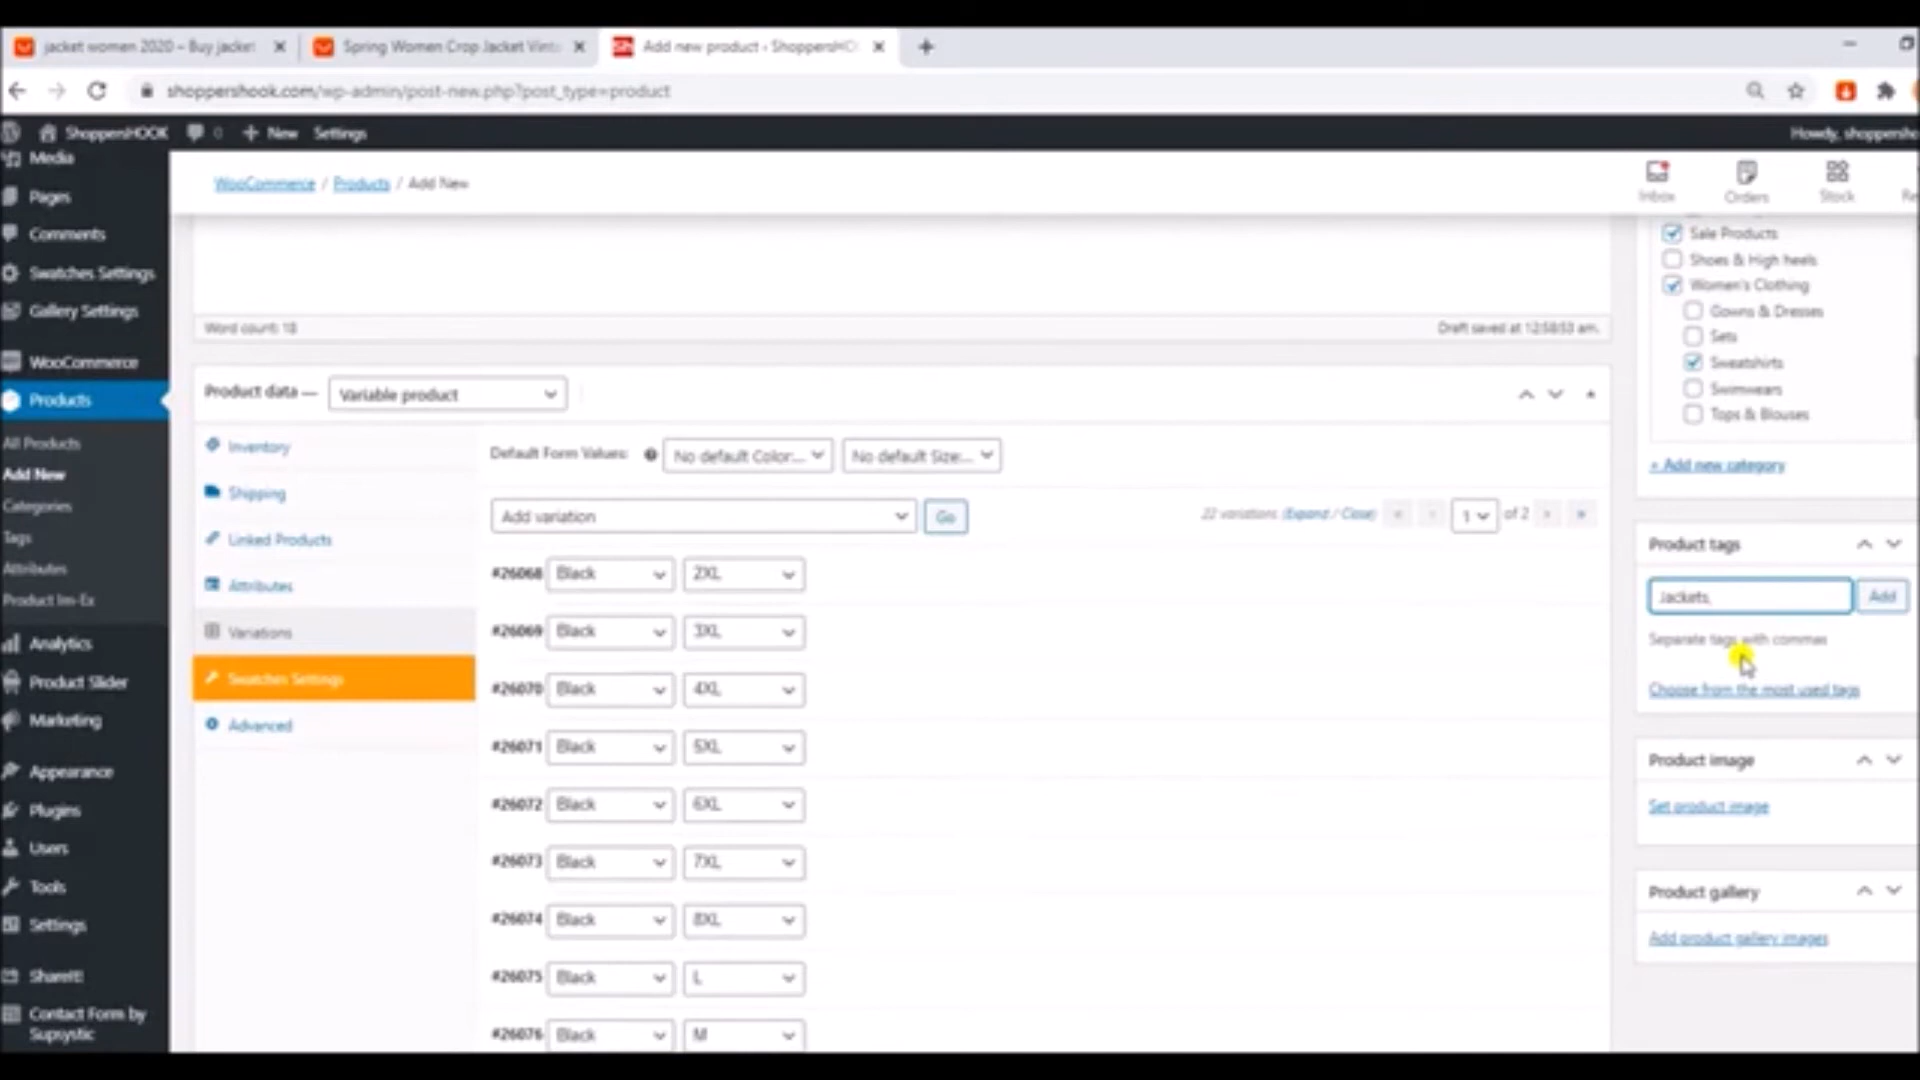 jacket women 2020 – Buy jacket
Spring Women Crop Jacket Vint
Add new product ‹ ShoppersHO
shoppershook.com/wp-admin/post-new.php?post_type=product
ShoppersHOOK 0 New Settings
Howdy, shoppersho
Media
Pages
Comments
Swatches Settings
Gallery Settings
WooCommerce
Products
All Products
Add New
Categories
Tags
Attributes
Product Im-Ex
Analytics
Product Slider
Marketing
Appearance
Plugins
Users
Tools
Settings
ShareIt!
Contact Form by
Supsystic
WooCommerce / Products / Add New
Inbox
Orders
Stock
Re
Word count: 18
Draft saved at 12:58:53 am.
Product data — Variable product
Inventory
Shipping
Linked Products
Attributes
Variations
Swatches Settings
Advanced
Default Form Values: No default Color:... No default Size:...
Add variation Go
22 variations (Expand / Close) « ‹ 1 of 2 › »
#26068 Black 2XL
#26069 Black 3XL
#26070 Black 4XL
#26071 Black 5XL
#26072 Black 6XL
#26073 Black 7XL
#26074 Black 8XL
#26075 Black L
#26076 Black M
Sale Products
Shoes & High heels
Women's Clothing
Gowns & Dresses
Sets
Sweatshirts
Swimwears
Tops & Blouses
+ Add new category
Product tags
Jackets, Add
Separate tags with commas
Choose from the most used tags
Product image
Set product image
Product gallery
Add product gallery images